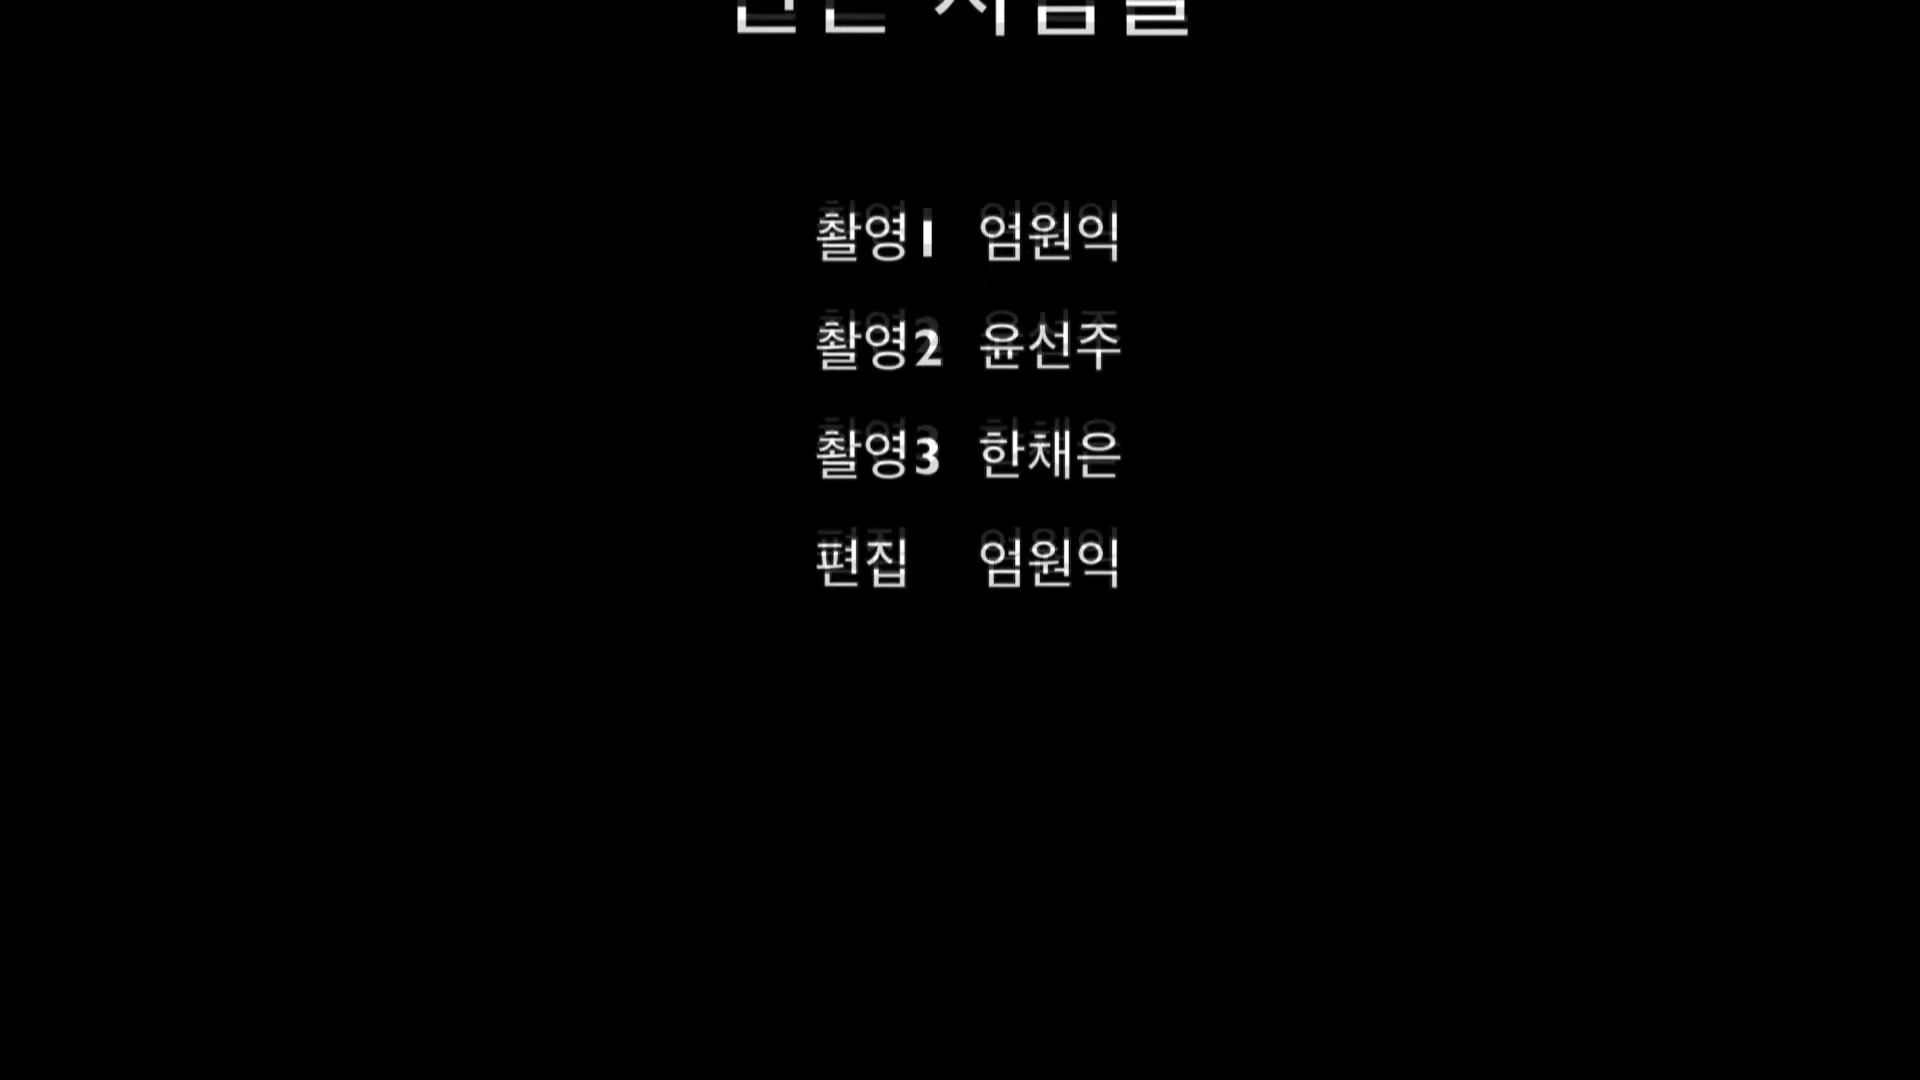 촬영1 엄원익
촬영2 윤선주
촬영3 한채은
편집 엄원익